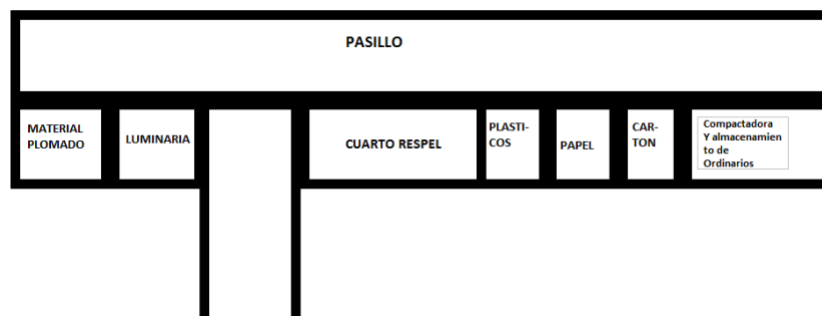 PASILLO
MATERIAL
PLOMADO
LUMINARIA
CUARTO RESPEL
PLASTI-
COS
PAPEL
CAR-
TON
Compactadora
Y almacenamien
to de
Ordinarios